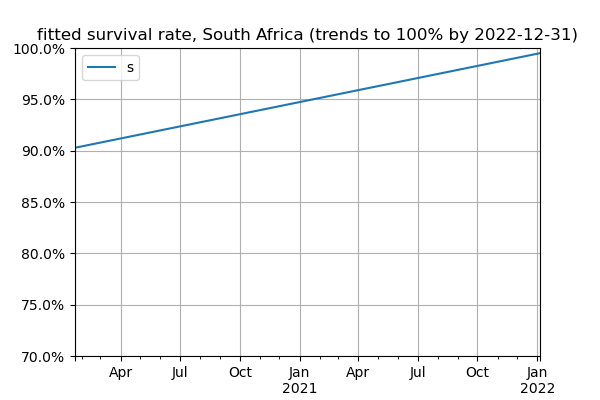 fitted survival rate, South Africa (trends to 100% by 2022-12-31)
100.0%
95.0%
90.0%
85.0%
80.0%
75.0%
70.0%
s
Apr Jul Oct Jan Apr Jul Oct Jan
2021 2022